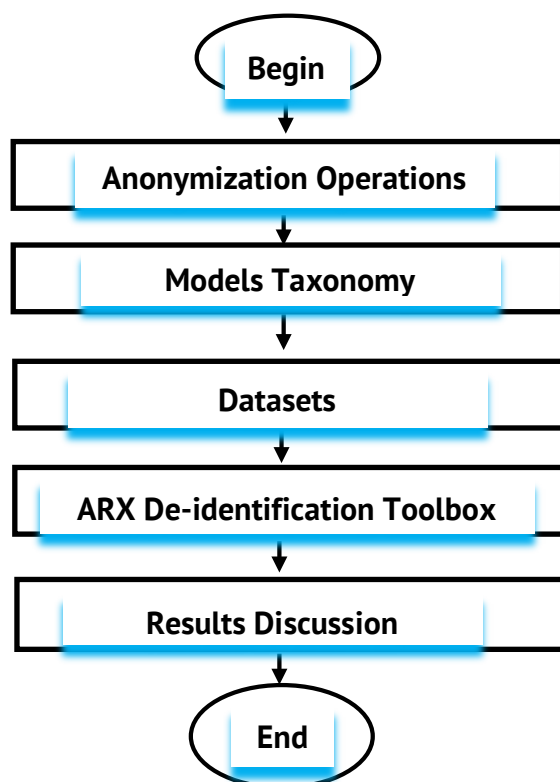 Begin
Anonymization Operations
Models Taxonomy
Datasets
ARX De-identification Toolbox
Results Discussion
End